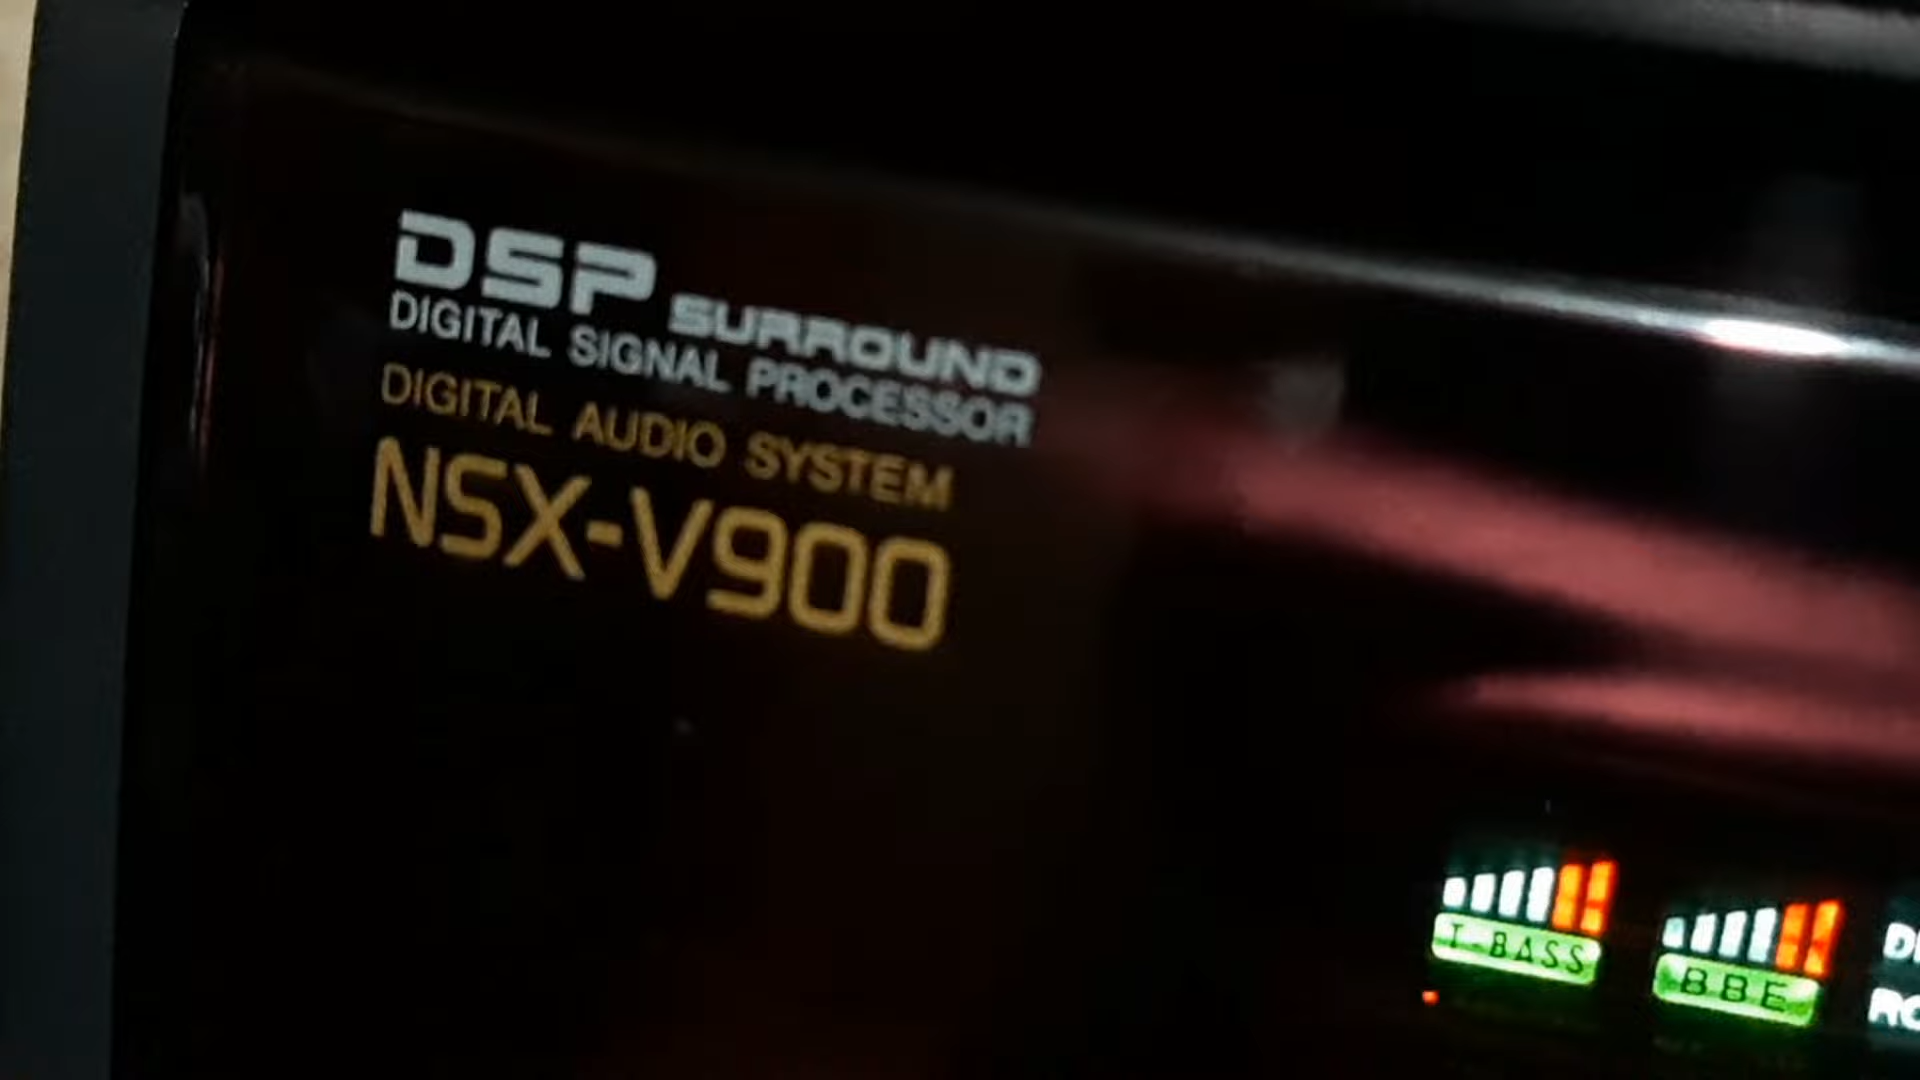 DSP SURROUND
DIGITAL SIGNAL PROCESSOR
DIGITAL AUDIO SYSTEM
NSX-V900
T-BASS
BBE